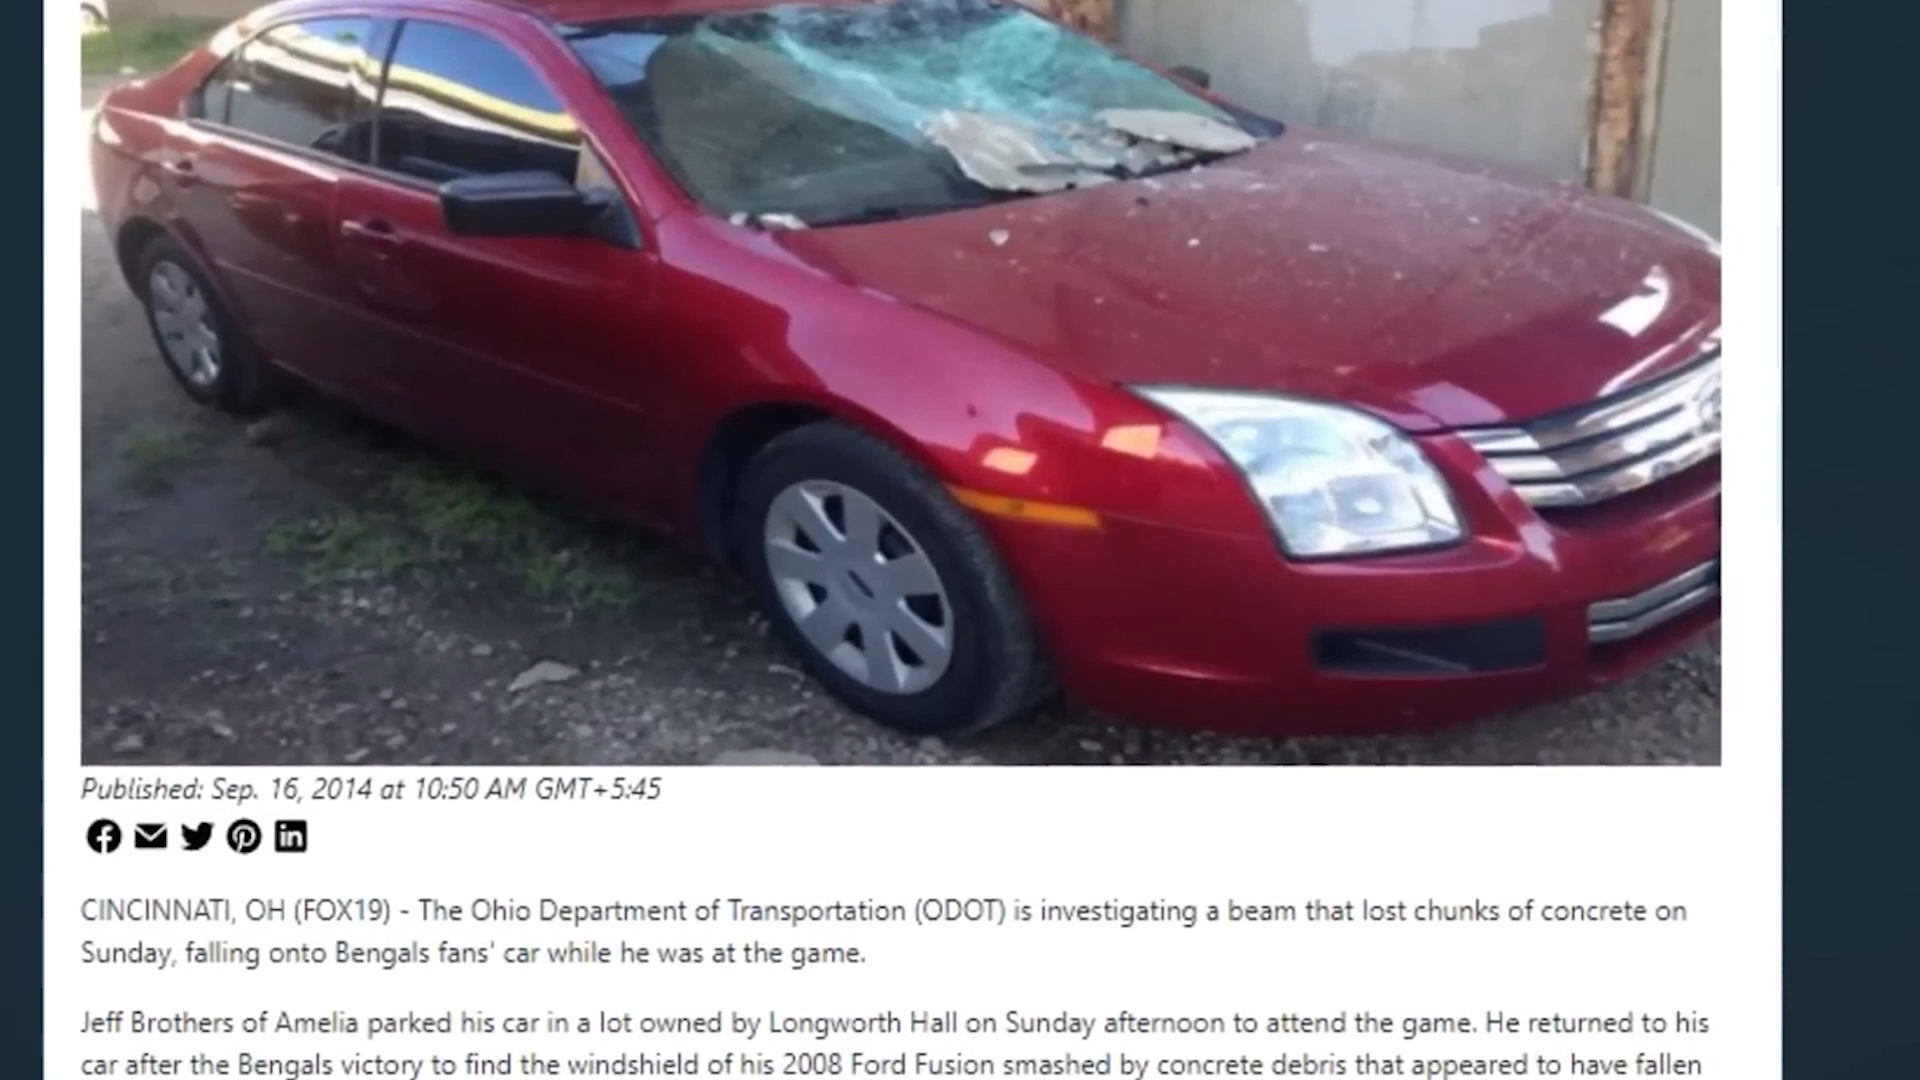 Published: Sep. 16, 2014 at 10:50 AM GMT+5:45
CINCINNATI, OH (FOX19) - The Ohio Department of Transportation (ODOT) is investigating a beam that lost chunks of concrete on
Sunday, falling onto Bengals fans' car while he was at the game.
Jeff Brothers of Amelia parked his car in a lot owned by Longworth Hall on Sunday afternoon to attend the game. He returned to his
car after the Bengals victory to find the windshield of his 2008 Ford Fusion smashed by concrete debris that appeared to have fallen